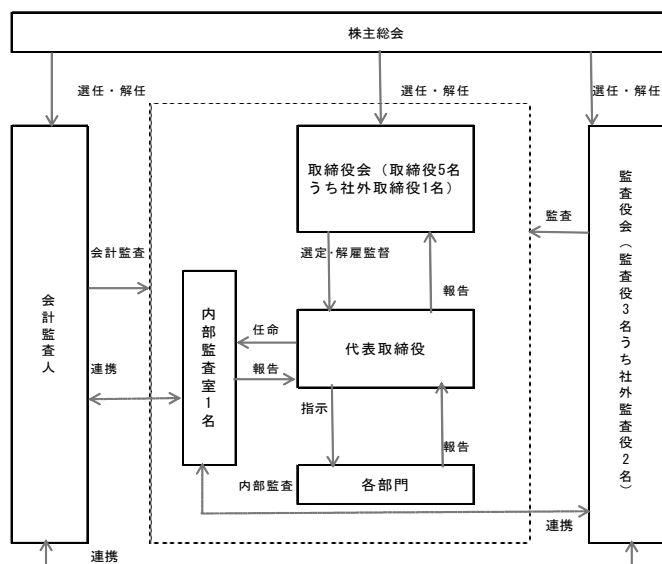 株主総会
選任・解任
選任・解任
選任・解任
取締役会（取締役5名
うち社外取締役1名）
監査役会（監査役3名うち社外監査役2名）
監査
会計監査
選定・解雇監督
報告
会計監査人
内部監査室1名
任命
代表取締役
連携
報告
指示
報告
内部監査
各部門
連携
連携